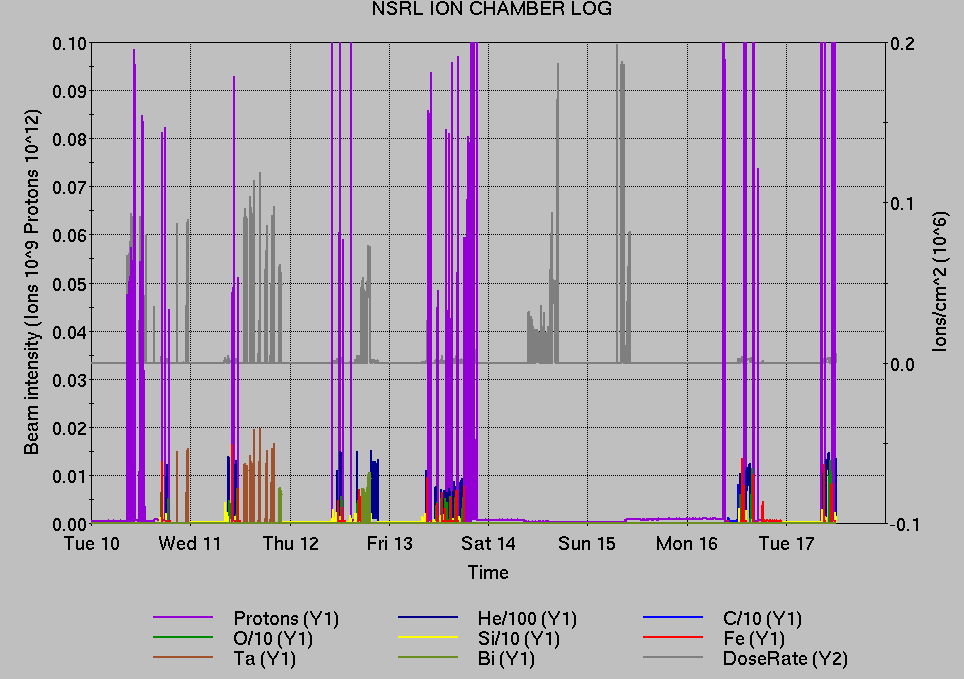 NSRL ION CHAMBER LOG
Beam intensity (Ions 10^9 Protons 10^12)
0.10
0.09
0.08
0.07
0.06
0.05
0.04
0.03
0.02
0.01
0.00
0.2
0.1
0.0
-0.1
Ions/cm^2 (10^6)
Tue 10 Wed 11 Thu 12 Fri 13 Sat 14 Sun 15 Mon 16 Tue 17
Time
Protons (Y1) He/100 (Y1) C/10 (Y1)
O/10 (Y1) Si/10 (Y1) Fe (Y1)
Ta (Y1) Bi (Y1) DoseRate (Y2)